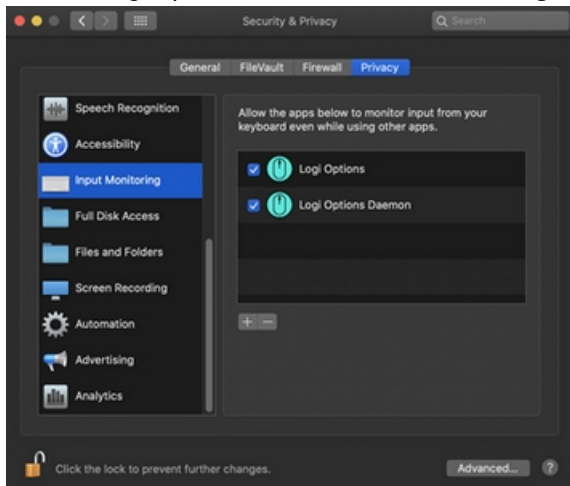 Security & Privacy
Search
General FileVault Firewall Privacy
Speech Recognition
Accessibility
Input Monitoring
Full Disk Access
Files and Folders
Screen Recording
Automation
Advertising
Analytics
Allow the apps below to monitor input from your
keyboard even while using other apps.
Logi Options
Logi Options Daemon
+ −
Click the lock to prevent further changes.
Advanced... ?